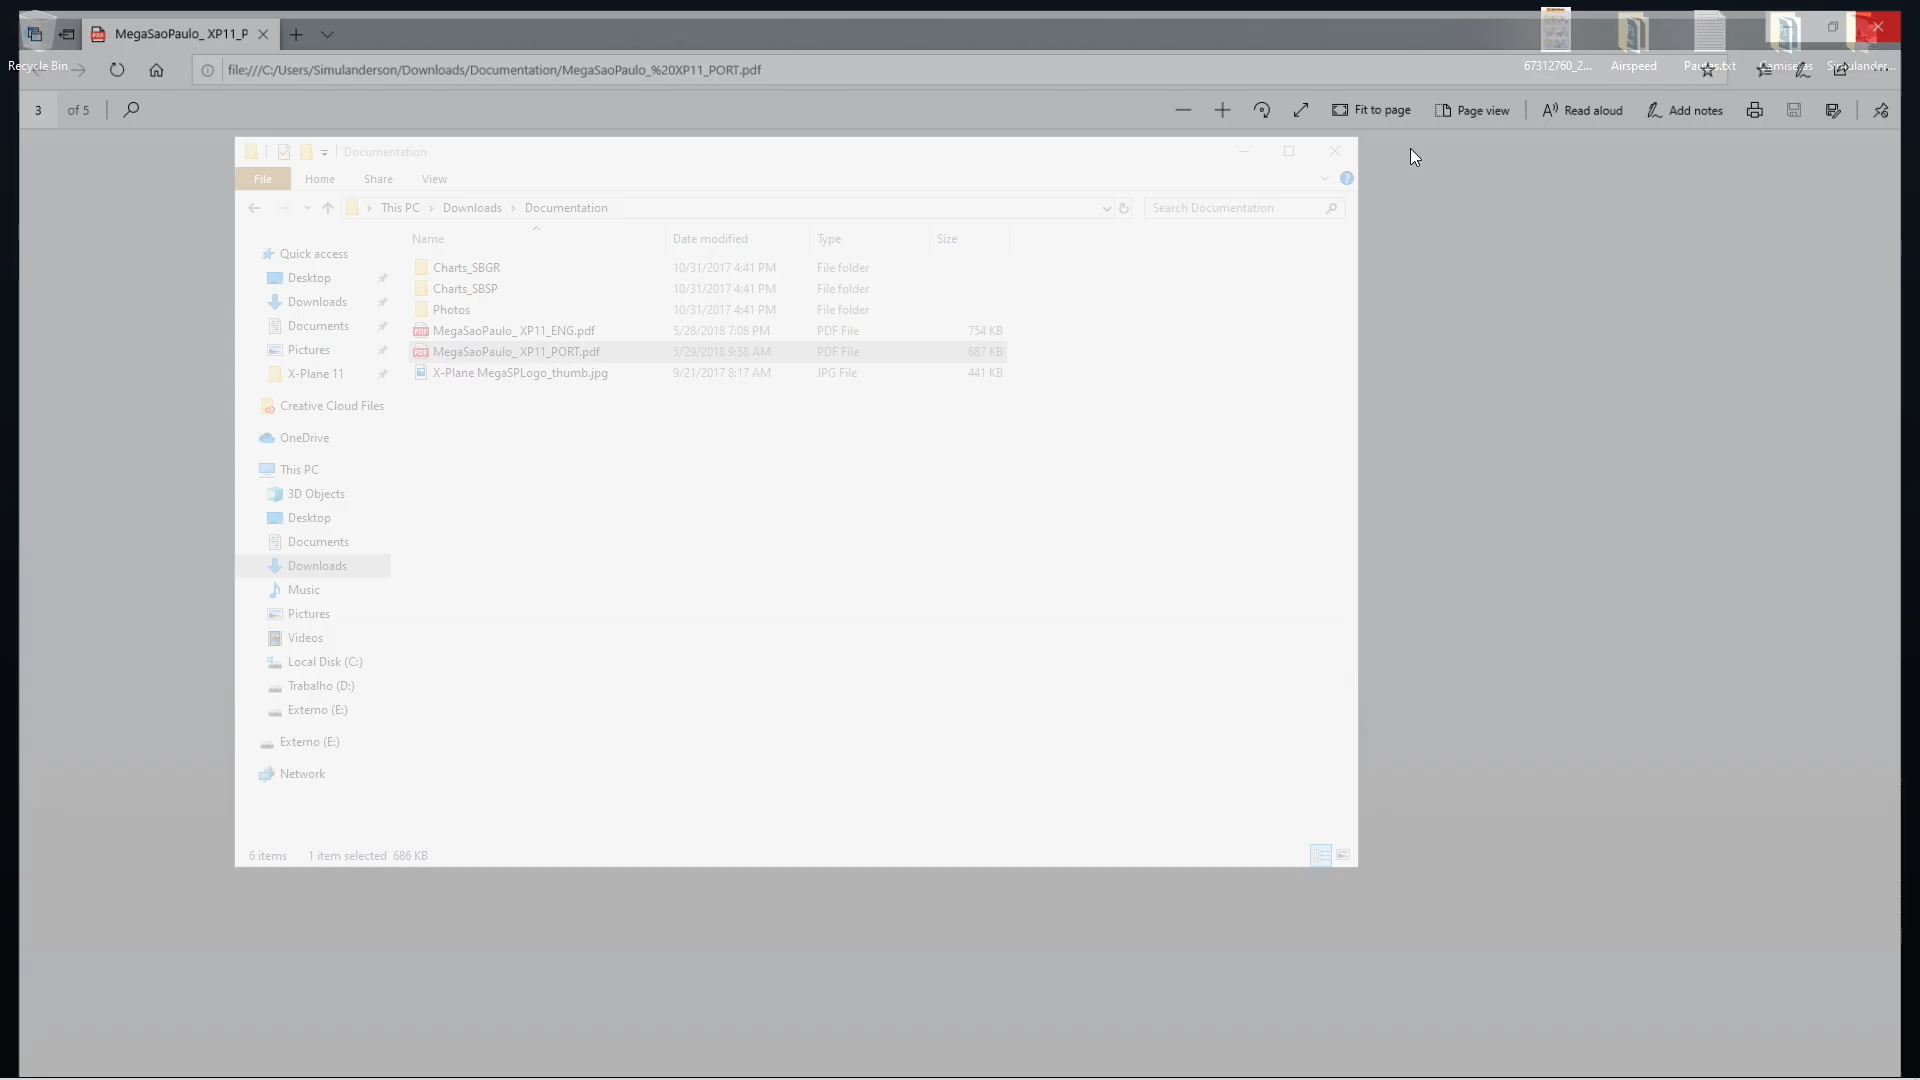 MegaSaoPaulo_ XP11_P
Recycle Bin
file:///C:/Users/Simulanderson/Downloads/Documentation/MegaSaoPaulo_%20XP11_PORT.pdf
67312760_2...
Airspeed
3
of 5
Fit to page
Page view
Read aloud
Add notes
Documentation
File
Home
Share
View
This PC
Downloads
Documentation
Search Documentation
Name
Date modified
Type
Size
Charts_SBGR
10/31/2017 4:41 PM
File folder
Charts_SBSP
10/31/2017 4:41 PM
File folder
Photos
10/31/2017 4:41 PM
File folder
MegaSaoPaulo_ XP11_ENG.pdf
5/28/2018 7:08 PM
PDF File
754 KB
MegaSaoPaulo_ XP11_PORT.pdf
5/29/2018 9:58 AM
PDF File
687 KB
X-Plane MegaSPLogo_thumb.jpg
9/21/2017 8:17 AM
JPG File
441 KB
Quick access
Desktop
Downloads
Documents
Pictures
X-Plane 11
Creative Cloud Files
OneDrive
This PC
3D Objects
Desktop
Documents
Downloads
Music
Pictures
Videos
Local Disk (C:)
Trabalho (D:)
Externo (E:)
Externo (E:)
Network
6 items
1 item selected 686 KB